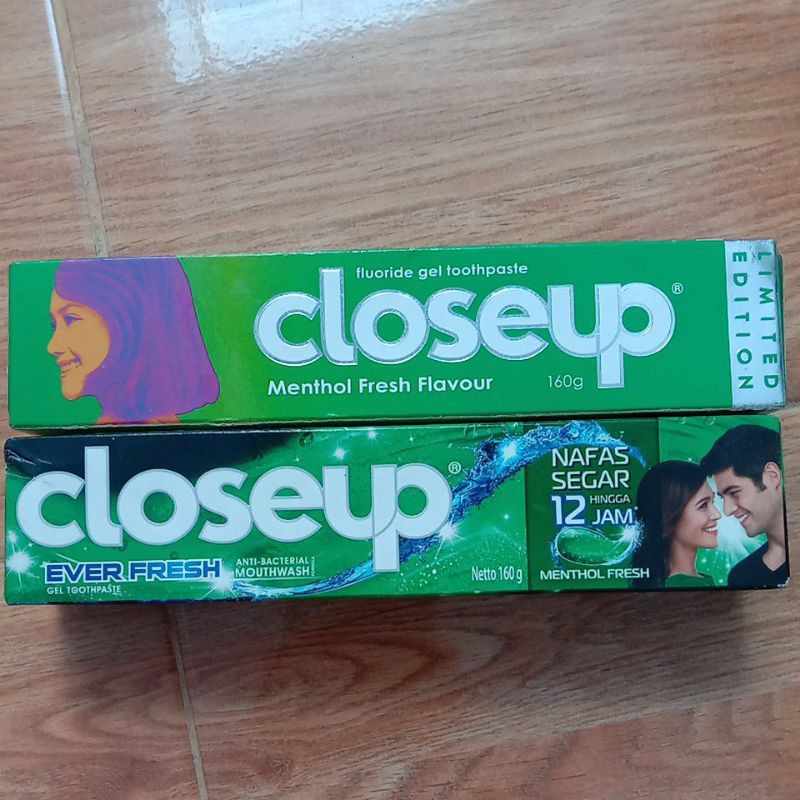 fluoride gel toothpaste
closeup®
Menthol Fresh Flavour 160g
LIMITED
EDITION
closeup®
EVER FRESH
GEL TOOTHPASTE
ANTI-BACTERIAL
MOUTHWASH
FORMULA
Netto 160 g
NAFAS
SEGAR
12 HINGGA
JAM
MENTHOL FRESH